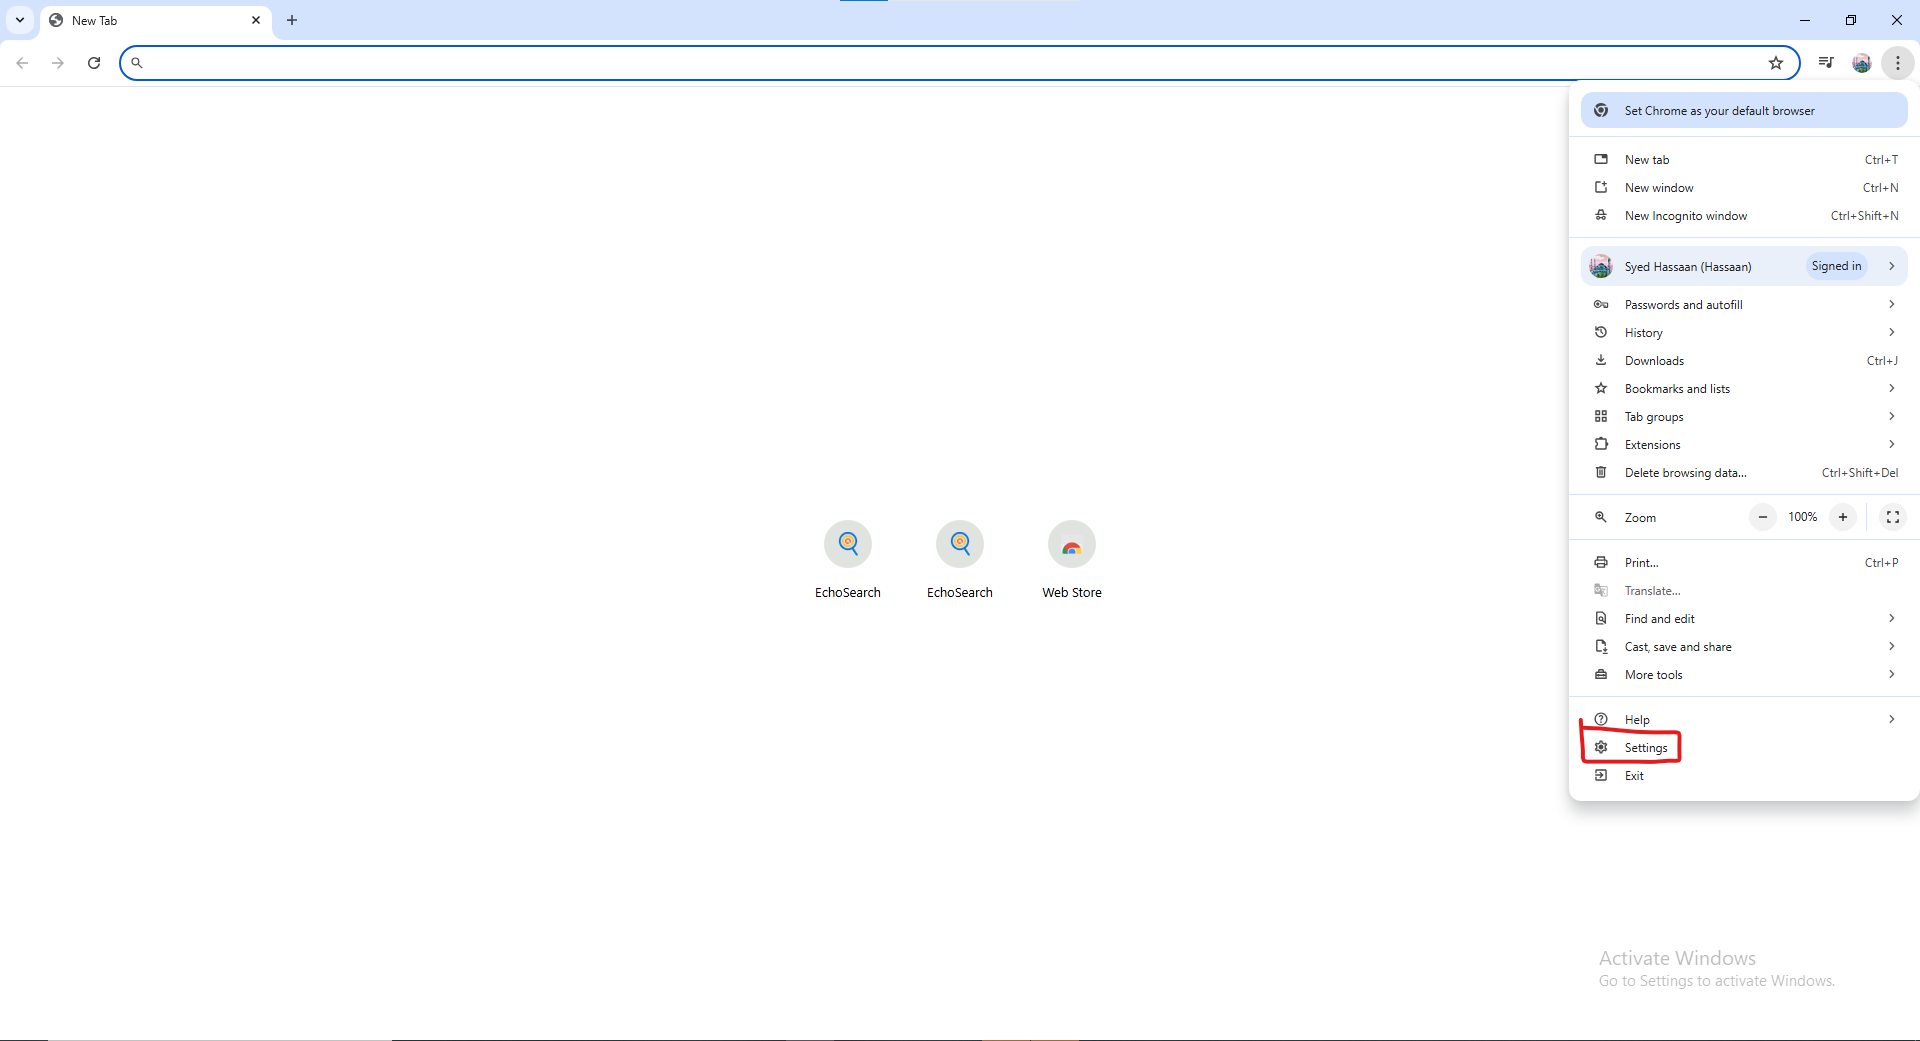 New Tab
Set Chrome as your default browser
New tab Ctrl+T
New window Ctrl+N
New Incognito window Ctrl+Shift+N
Syed Hassaan (Hassaan) Signed in
Passwords and autofill
History
Downloads Ctrl+J
Bookmarks and lists
Tab groups
Extensions
Delete browsing data... Ctrl+Shift+Del
Zoom − 100% +
Print... Ctrl+P
Translate...
Find and edit
Cast, save and share
More tools
Help
Settings
Exit
EchoSearch EchoSearch Web Store
Activate Windows
Go to Settings to activate Windows.